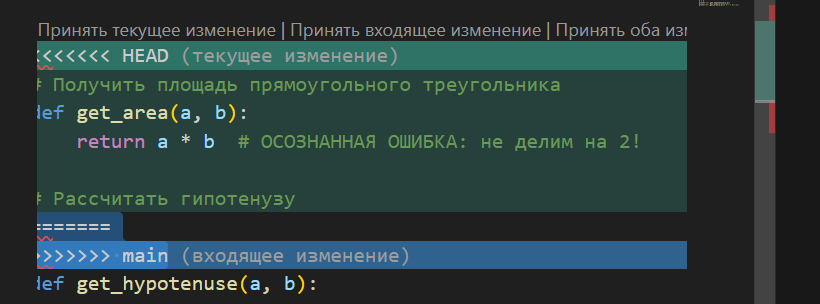 Принять текущее изменение | Принять входящее изменение | Принять оба из
<<<<<<< HEAD (текущее изменение)
# Получить площадь прямоугольного треугольника
def get_area(a, b):
    return a * b  # ОСОЗНАННАЯ ОШИБКА: не делим на 2!
# Рассчитать гипотенузу
=======
>>>>>>> main (входящее изменение)
def get_hypotenuse(a, b):